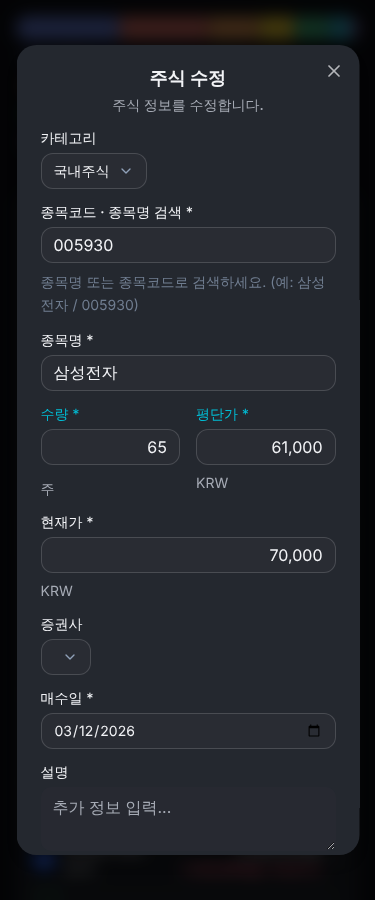 주식 수정
주식 정보를 수정합니다.
카테고리
국내주식
종목코드 · 종목명 검색 *
005930
종목명 또는 종목코드로 검색하세요. (예: 삼성
전자 / 005930)
종목명 *
삼성전자
수량 * 평단가 *
65 61,000
주 KRW
현재가 *
70,000
KRW
증권사
매수일 *
03/12/2026
설명
추가 정보 입력...